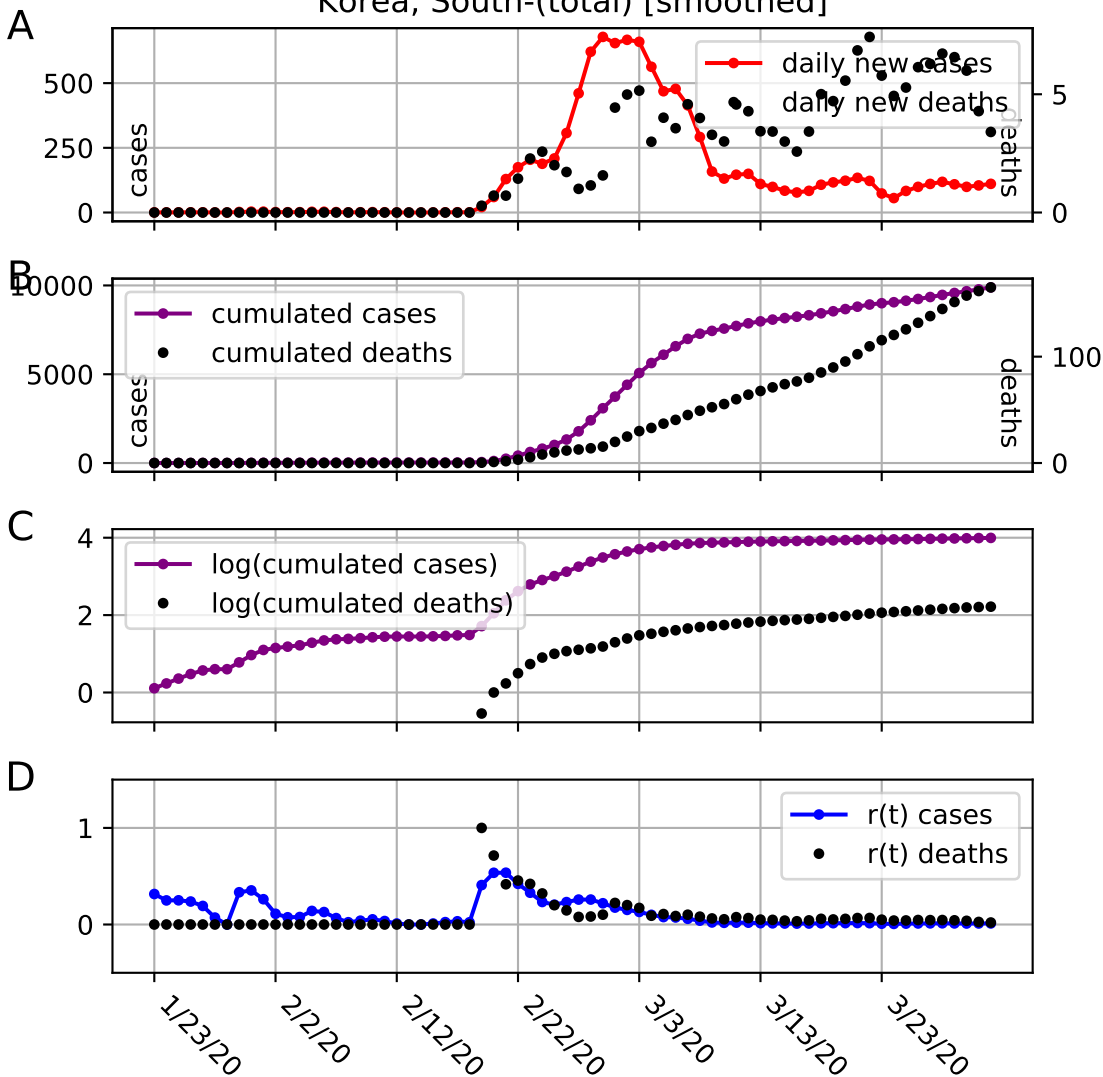 Korea, South-(total) [smoothed]
A
500
250
0
cases
daily new cases
daily new deaths
5
0
deaths
B
10000
5000
0
cases
cumulated cases
cumulated deaths
100
0
deaths
C
4
2
0
log(cumulated cases)
log(cumulated deaths)
D
1
0
r(t) cases
r(t) deaths
1/23/20
2/2/20
2/12/20
2/22/20
3/3/20
3/13/20
3/23/20